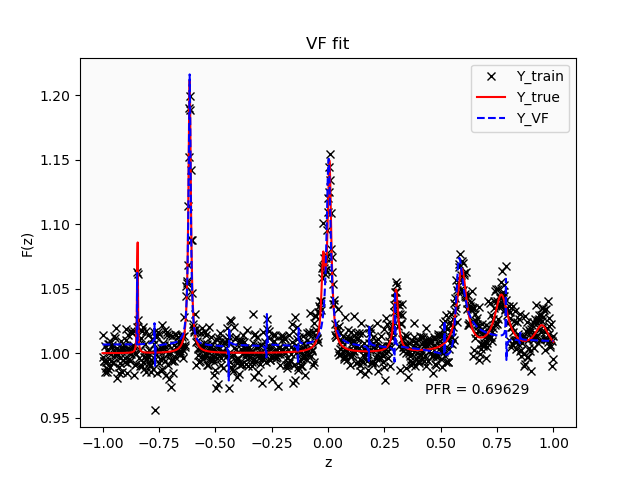 VF fit
Y_train
Y_true
Y_VF
F(z)
1.20
1.15
1.10
1.05
1.00
0.95
PFR = 0.69629
−1.00 −0.75 −0.50 −0.25 0.00 0.25 0.50 0.75 1.00
z